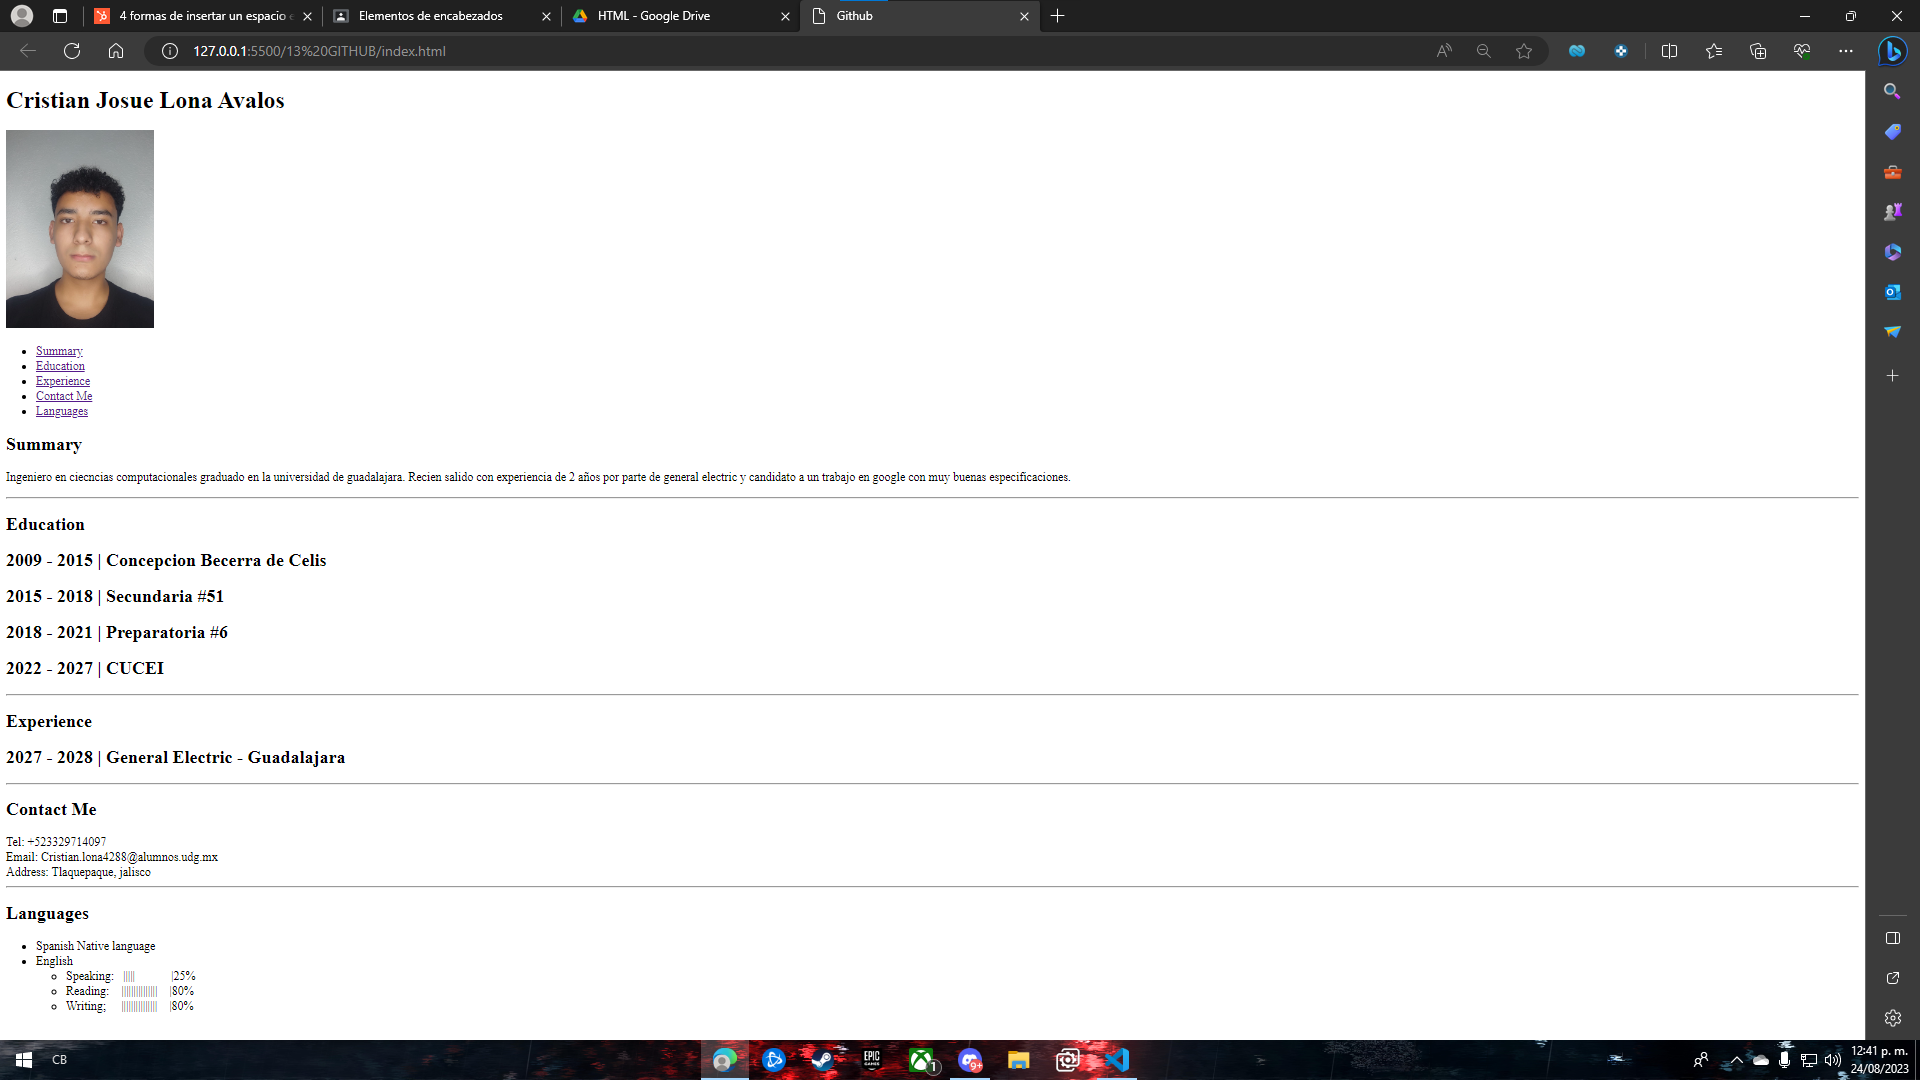 4 formas de insertar un espacio e
Elementos de encabezados
HTML - Google Drive
Github
127.0.0.1:5500/13%20GITHUB/index.html
Cristian Josue Lona Avalos
Summary
Education
Experience
Contact Me
Languages
Summary
Ingeniero en ciecncias computacionales graduado en la universidad de guadalajara. Recien salido con experiencia de 2 años por parte de general electric y candidato a un trabajo en google con muy buenas especificaciones.
Education
2009 - 2015 | Concepcion Becerra de Celis
2015 - 2018 | Secundaria #51
2018 - 2021 | Preparatoria #6
2022 - 2027 | CUCEI
Experience
2027 - 2028 | General Electric - Guadalajara
Contact Me
Tel: +523329714097
Email: Cristian.lona4288@alumnos.udg.mx
Address: Tlaquepaque, jalisco
Languages
Spanish Native language
English
Speaking: ||||| |25%
Reading: ||||||||||||||| |80%
Writing; ||||||||||||||| |80%
CB
EPIC GAMES
1
9+
12:41 p. m.
24/08/2023